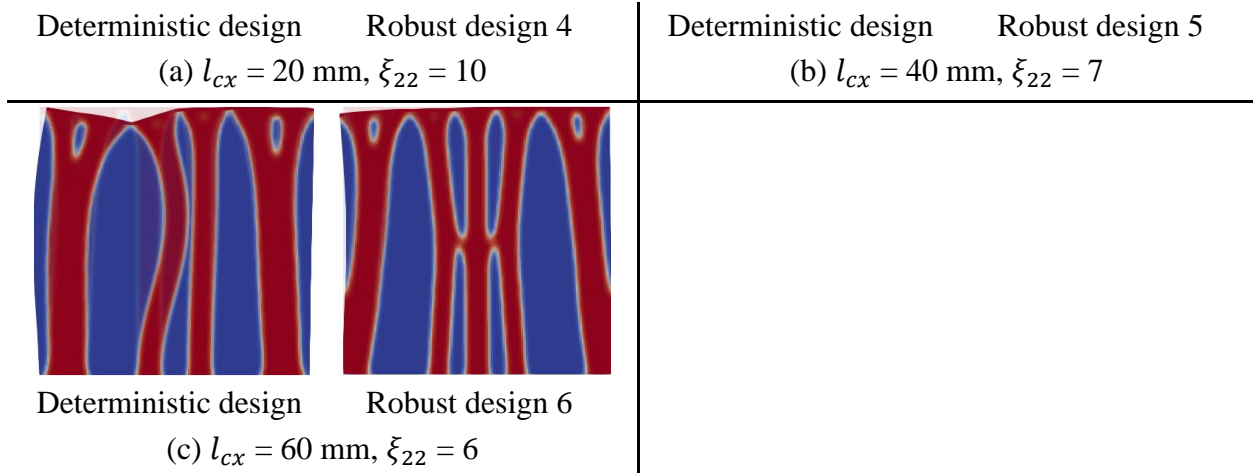 Deterministic design Robust design 4
(a) l_cx = 20 mm, ξ_22 = 10
Deterministic design Robust design 5
(b) l_cx = 40 mm, ξ_22 = 7
Deterministic design Robust design 6
(c) l_cx = 60 mm, ξ_22 = 6